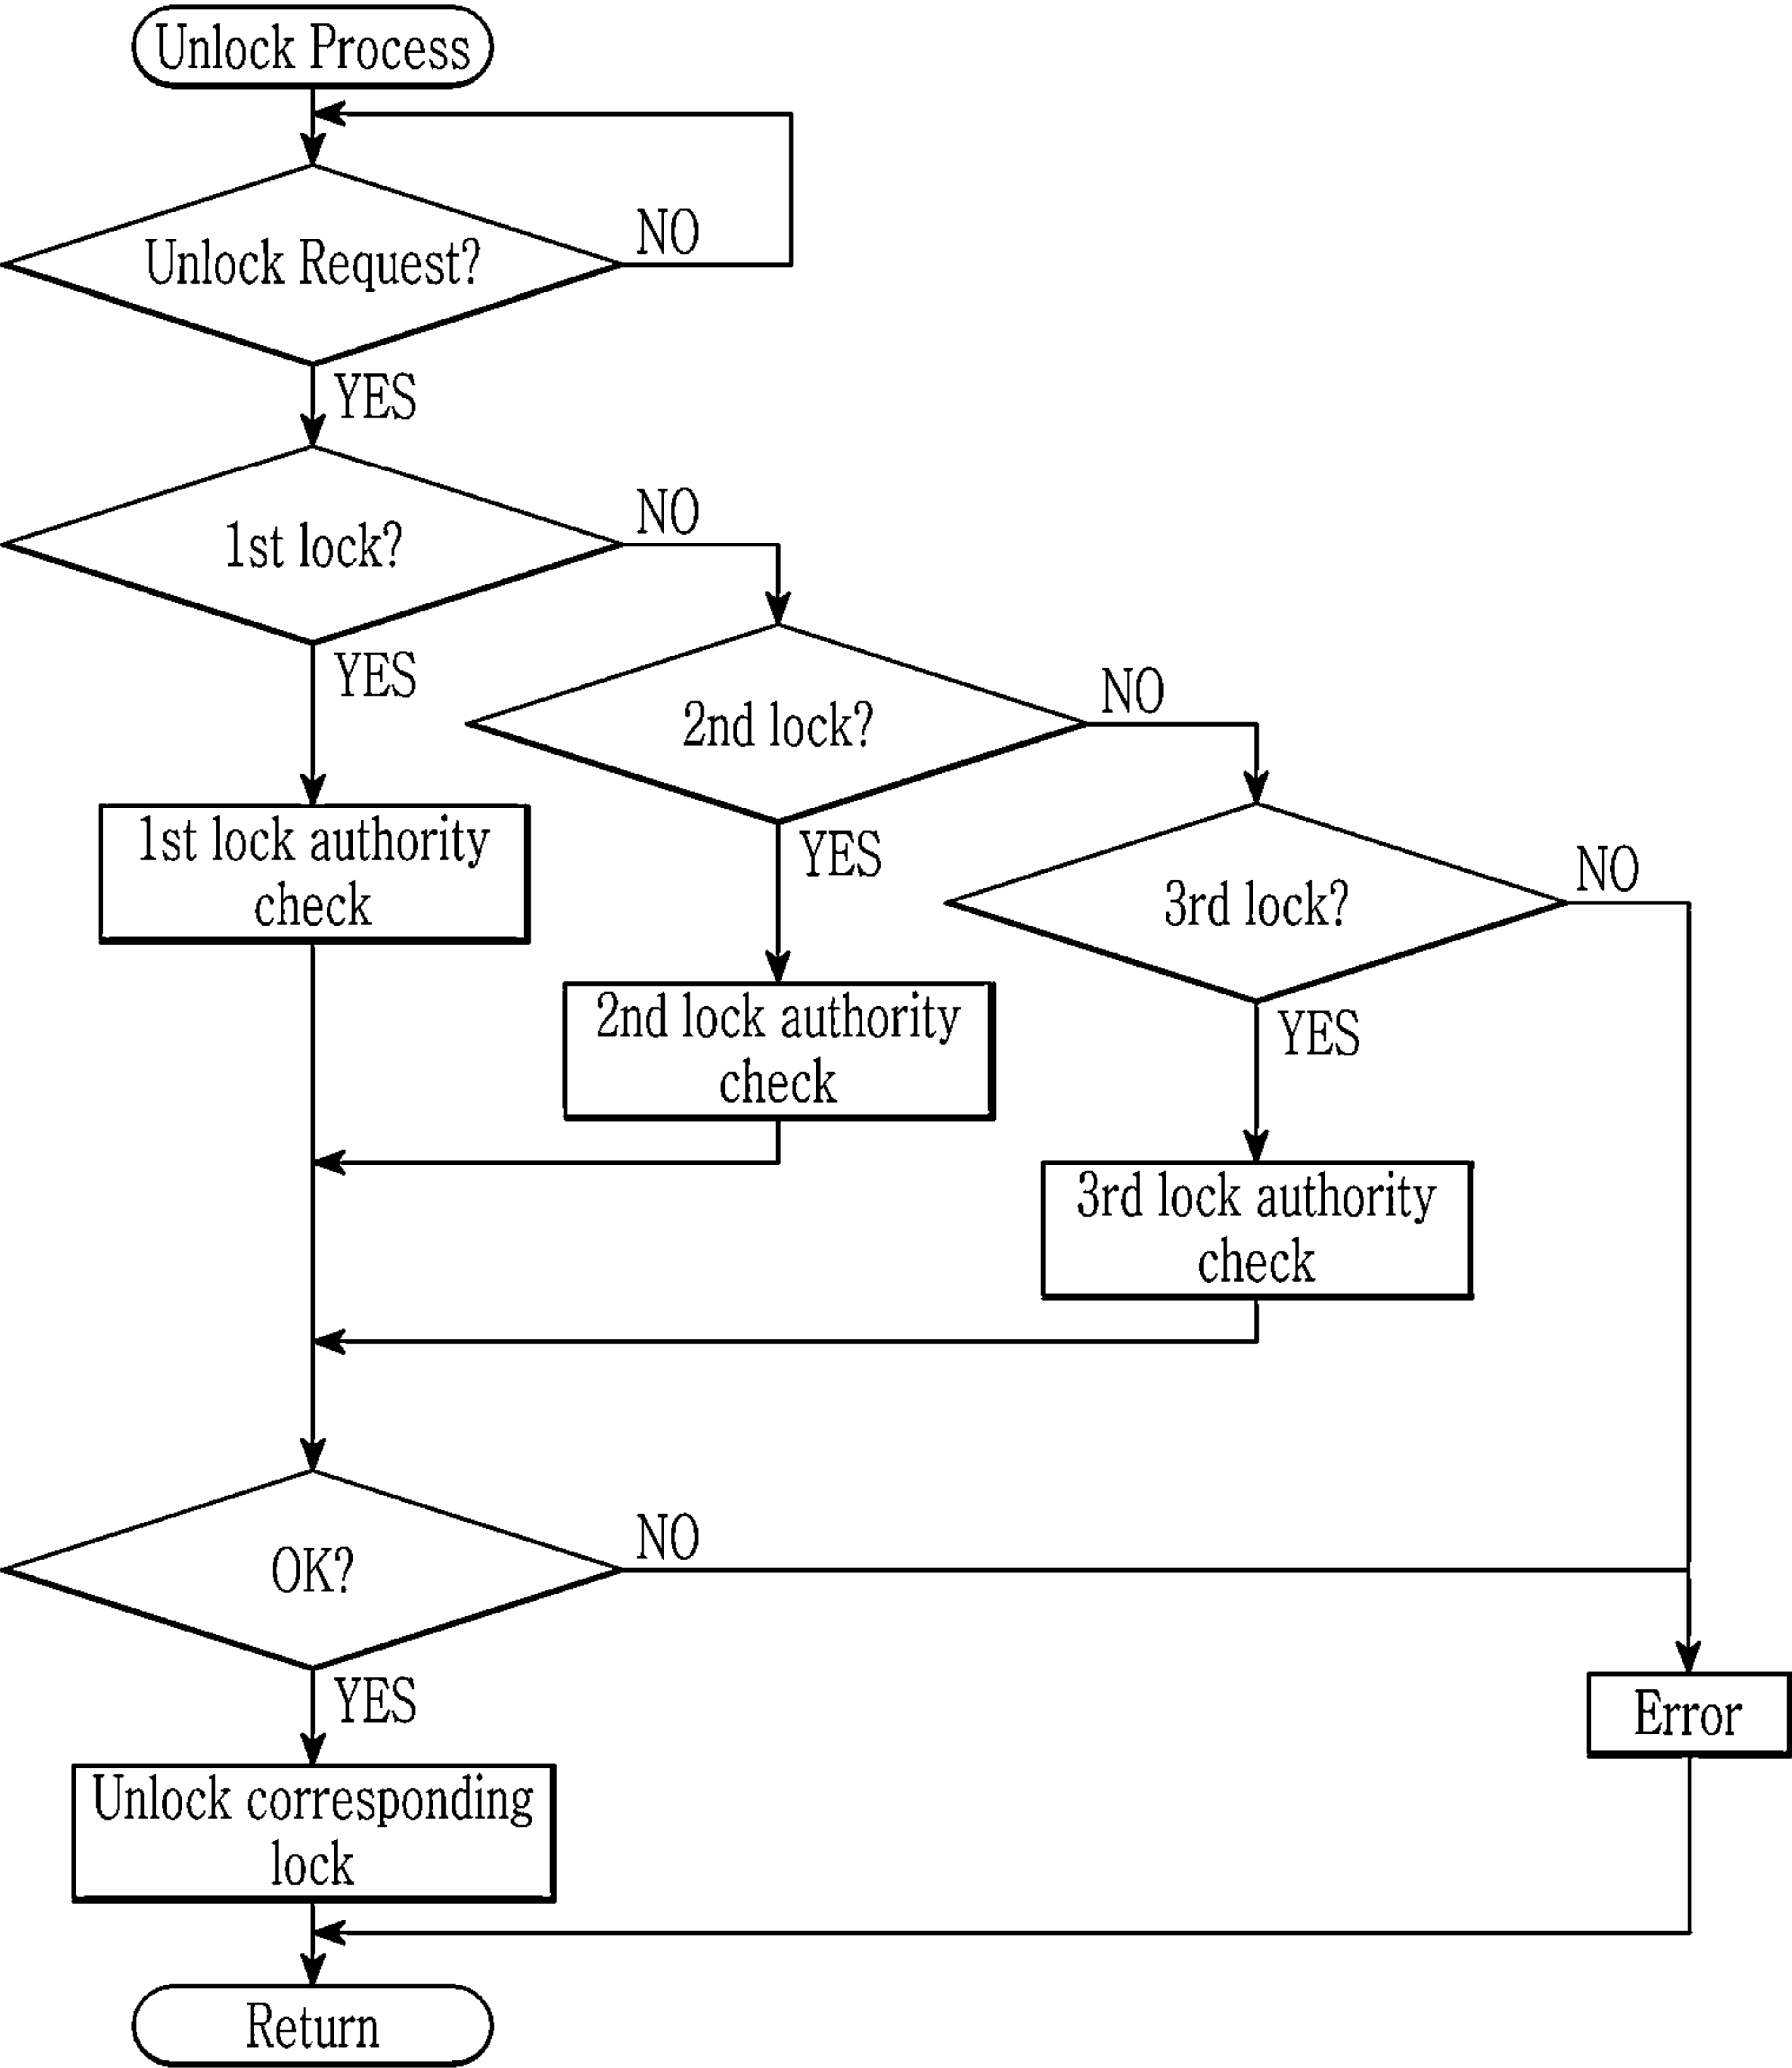 Unlock Process
NO
Unlock Request?
YES
NO
1st lock?
YES
NO
2nd lock?
YES
NO
1st lock authority
check
3rd lock?
2nd lock authority
check
YES
3rd lock authority
check
NO
OK?
YES
Error
Unlock corresponding
lock
Return